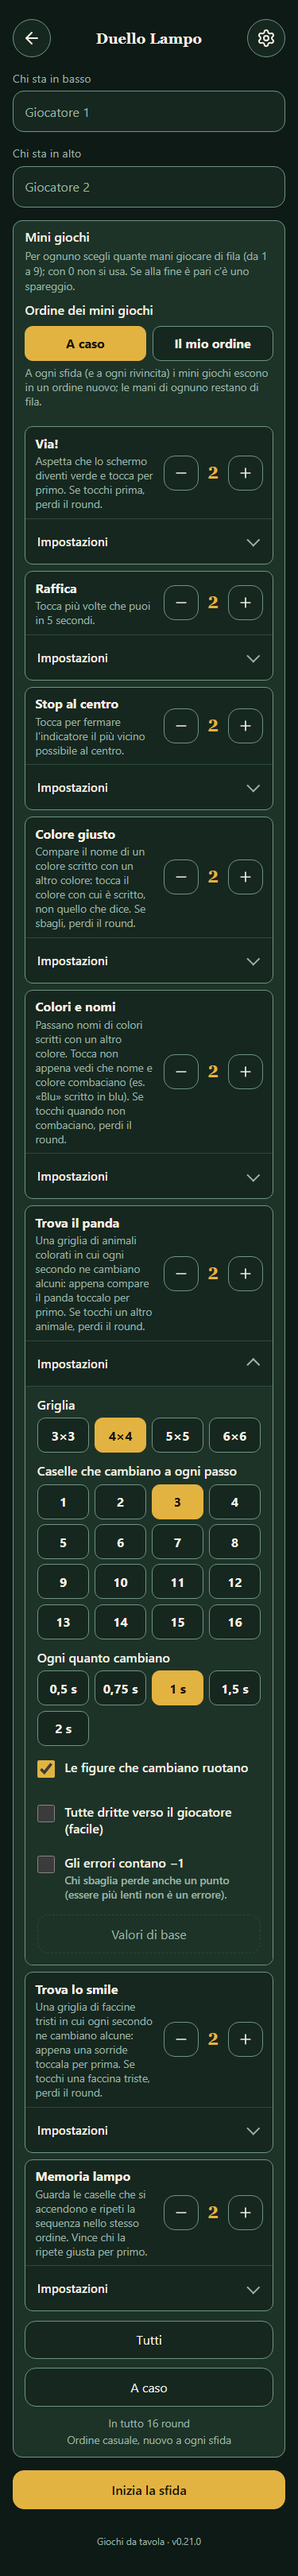 Duello Lampo
Chi sta in basso
Giocatore 1
Chi sta in alto
Giocatore 2
Mini giochi
Per ognuno scegli quante mani giocare di fila (da 1
a 9); con 0 non si usa. Se alla fine è pari c'è uno
spareggio.
Ordine dei mini giochi
A caso
Il mio ordine
A ogni sfida (e a ogni rivincita) i mini giochi escono
in un ordine nuovo; le mani di ognuno restano di
fila.
Via!
Aspetta che lo schermo
diventi verde e tocca per
primo. Se tocchi prima,
perdi il round.
− 2 +
Impostazioni
Raffica
Tocca più volte che puoi
in 5 secondi.
− 2 +
Impostazioni
Stop al centro
Tocca per fermare
l'indicatore il più vicino
possibile al centro.
− 2 +
Impostazioni
Colore giusto
Compare il nome di un
colore scritto con un
altro colore: tocca il
colore con cui è scritto,
non quello che dice. Se
sbagli, perdi il round.
− 2 +
Impostazioni
Colori e nomi
Passano nomi di colori
scritti con un altro
colore. Tocca non
appena vedi che nome e
colore combaciano (es.
«Blu» scritto in blu). Se
tocchi quando non
combaciano, perdi il
round.
− 2 +
Impostazioni
Trova il panda
Una griglia di animali
colorati in cui ogni
secondo ne cambiano
alcuni: appena compare
il panda toccalo per
primo. Se tocchi un altro
animale, perdi il round.
− 2 +
Impostazioni
Griglia
3×3 4×4 5×5 6×6
Caselle che cambiano a ogni passo
1 2 3 4
5 6 7 8
9 10 11 12
13 14 15 16
Ogni quanto cambiano
0,5 s 0,75 s 1 s 1,5 s
2 s
Le figure che cambiano ruotano
Tutte dritte verso il giocatore
(facile)
Gli errori contano −1
Chi sbaglia perde anche un punto
(essere più lenti non è un errore).
Valori di base
Trova lo smile
Una griglia di faccine
tristi in cui ogni secondo
ne cambiano alcune:
appena una sorride
toccala per prima. Se
tocchi una faccina triste,
perdi il round.
− 2 +
Impostazioni
Memoria lampo
Guarda le caselle che si
accendono e ripeti la
sequenza nello stesso
ordine. Vince chi la
ripete giusta per primo.
− 2 +
Impostazioni
Tutti
A caso
In tutto 16 round
Ordine casuale, nuovo a ogni sfida
Inizia la sfida
Giochi da tavola · v0.21.0